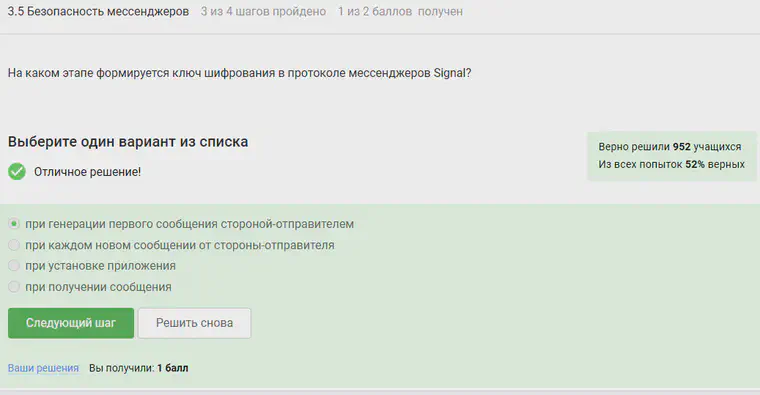 3.5 Безопасность мессенджеров 3 из 4 шагов пройдено 1 из 2 баллов получен
На каком этапе формируется ключ шифрования в протоколе мессенджеров Signal?
Выберите один вариант из списка
Отличное решение!
Верно решили 952 учащихся
Из всех попыток 52% верных
при генерации первого сообщения стороной-отправителем
при каждом новом сообщении от стороны-отправителя
при установке приложения
при получении сообщения
Следующий шаг Решить снова
Ваши решения Вы получили: 1 балл